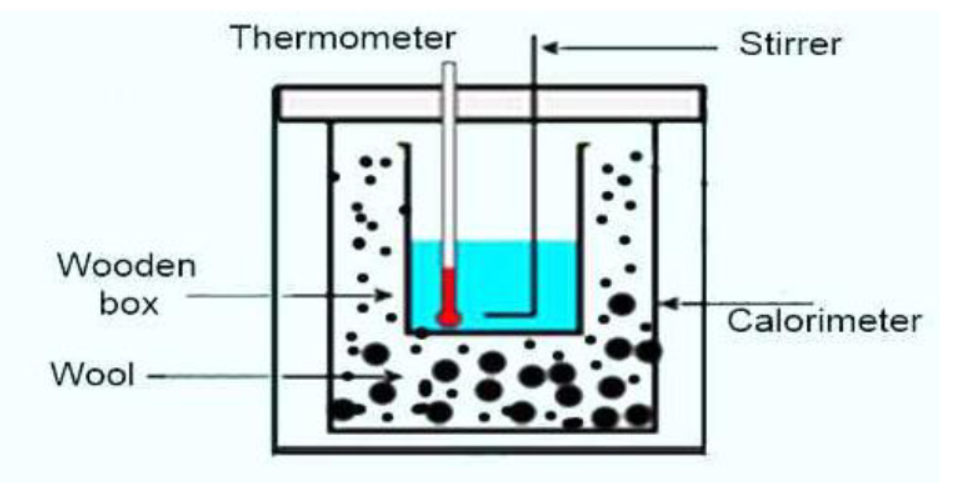 Thermometer
Stirrer
Wooden
box
Calorimeter
Wool